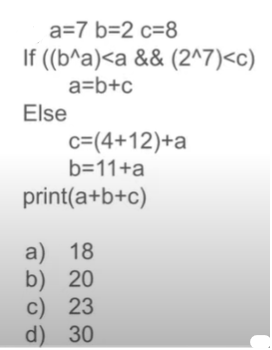 a=7 b=2 c=8
If ((b^a)<a && (2^7)<c)
a=b+c
Else
c=(4+12)+a
b=11+a
print(a+b+c)
a) 18
b) 20
c) 23
d) 30